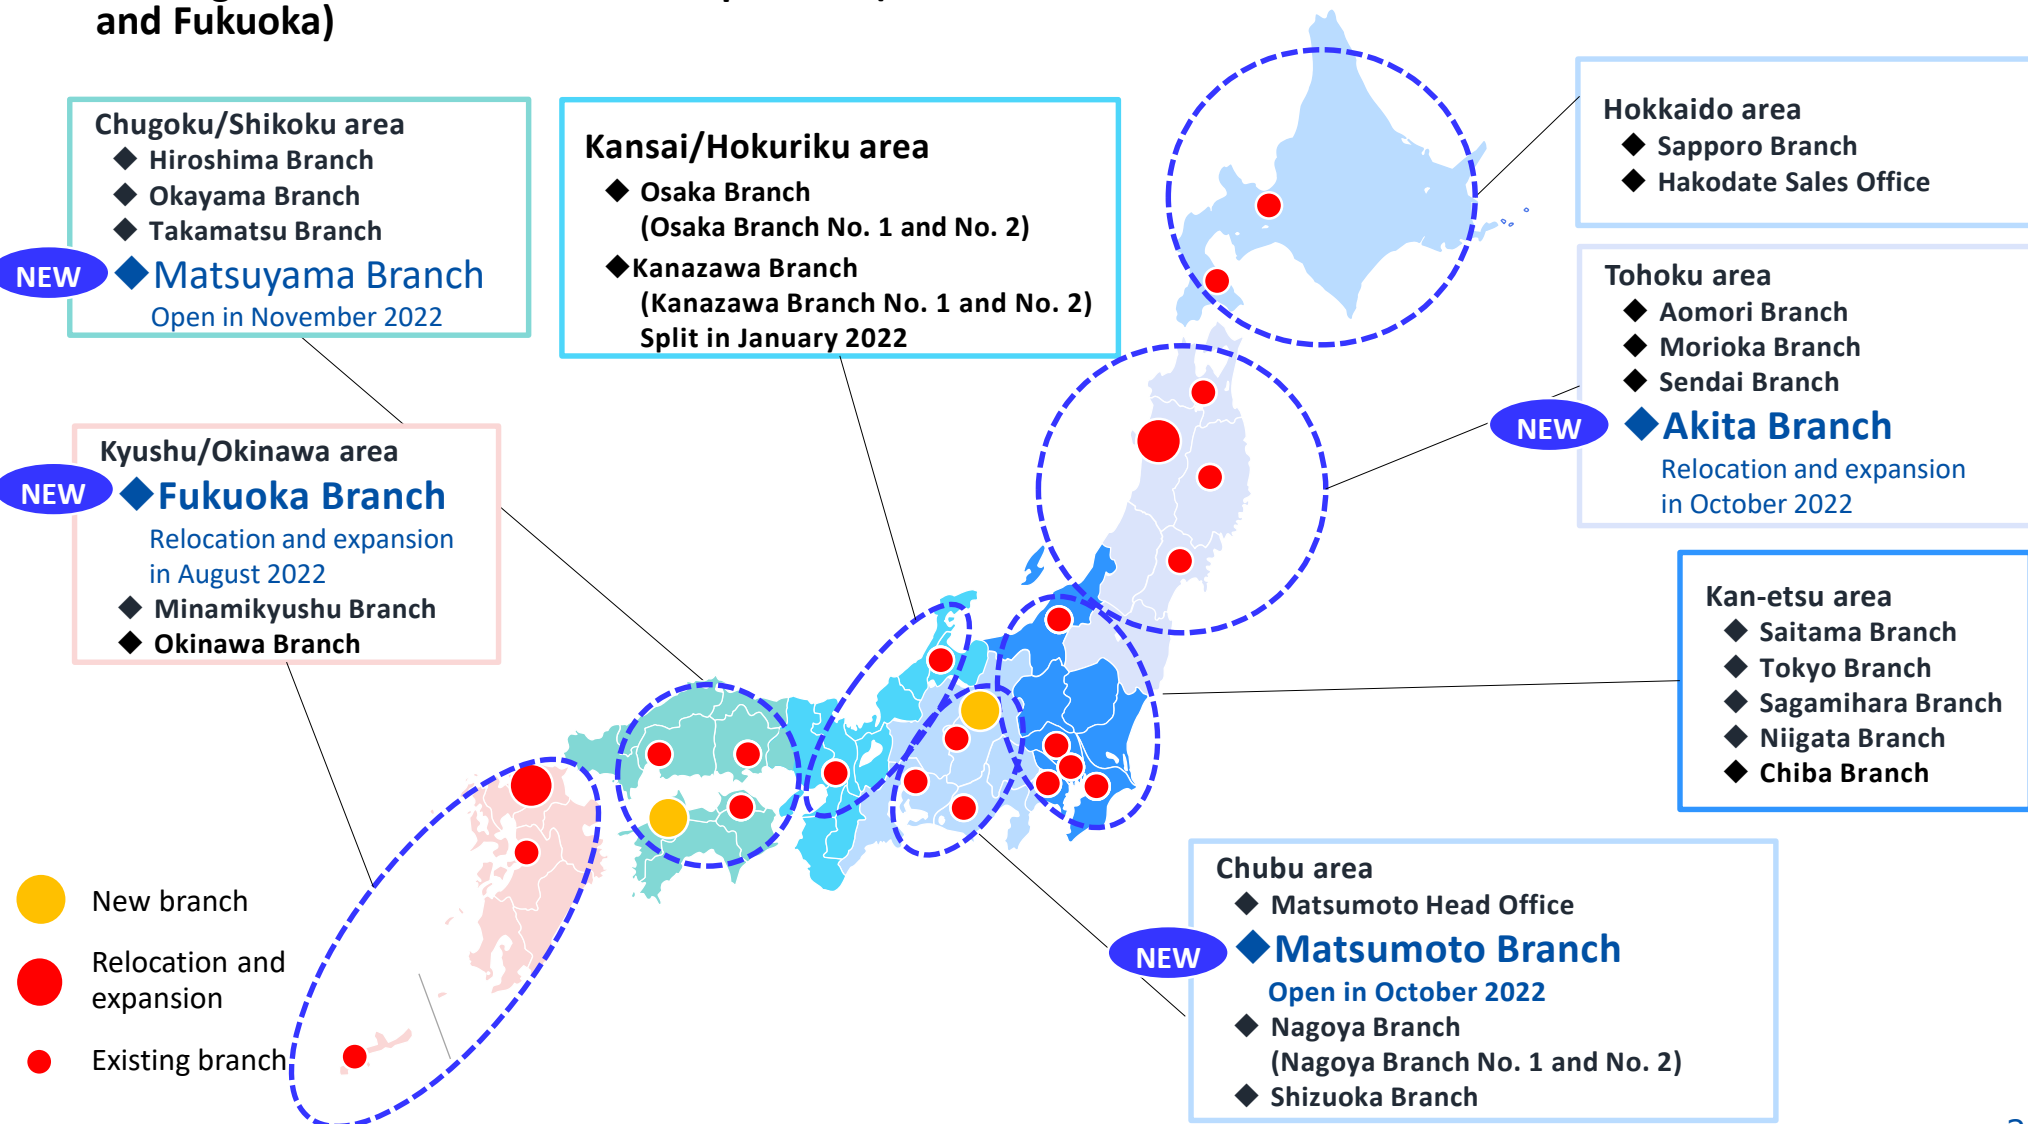 and Fukuoka)
Chugoku/Shikoku area
◆ Hiroshima Branch
◆ Okayama Branch
◆ Takamatsu Branch
NEW
◆ Matsuyama Branch
Open in November 2022
Kansai/Hokuriku area
◆ Osaka Branch
(Osaka Branch No. 1 and No. 2)
◆ Kanazawa Branch
(Kanazawa Branch No. 1 and No. 2)
Split in January 2022
Hokkaido area
◆ Sapporo Branch
◆ Hakodate Sales Office
Tohoku area
◆ Aomori Branch
◆ Morioka Branch
◆ Sendai Branch
NEW
◆ Akita Branch
Relocation and expansion
in October 2022
Kyushu/Okinawa area
NEW
◆ Fukuoka Branch
Relocation and expansion
in August 2022
◆ Minamikyushu Branch
◆ Okinawa Branch
Kan-etsu area
◆ Saitama Branch
◆ Tokyo Branch
◆ Sagamihara Branch
◆ Niigata Branch
◆ Chiba Branch
Chubu area
◆ Matsumoto Head Office
NEW
◆ Matsumoto Branch
Open in October 2022
◆ Nagoya Branch
(Nagoya Branch No. 1 and No. 2)
◆ Shizuoka Branch
New branch
Relocation and
expansion
Existing branch